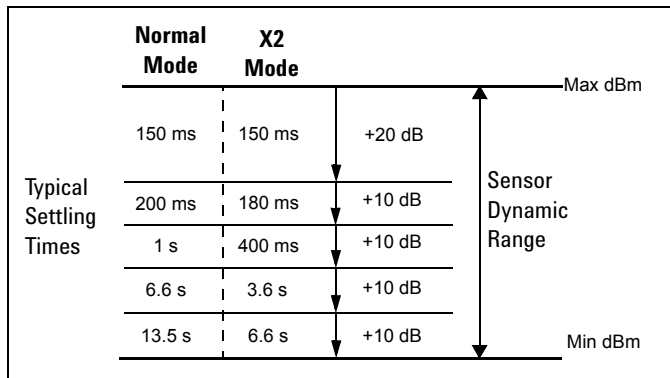 Normal Mode X2 Mode
Max dBm
150 ms 150 ms +20 dB
Typical Settling Times
200 ms 180 ms +10 dB
Sensor Dynamic Range
1 s 400 ms +10 dB
6.6 s 3.6 s +10 dB
13.5 s 6.6 s +10 dB
Min dBm